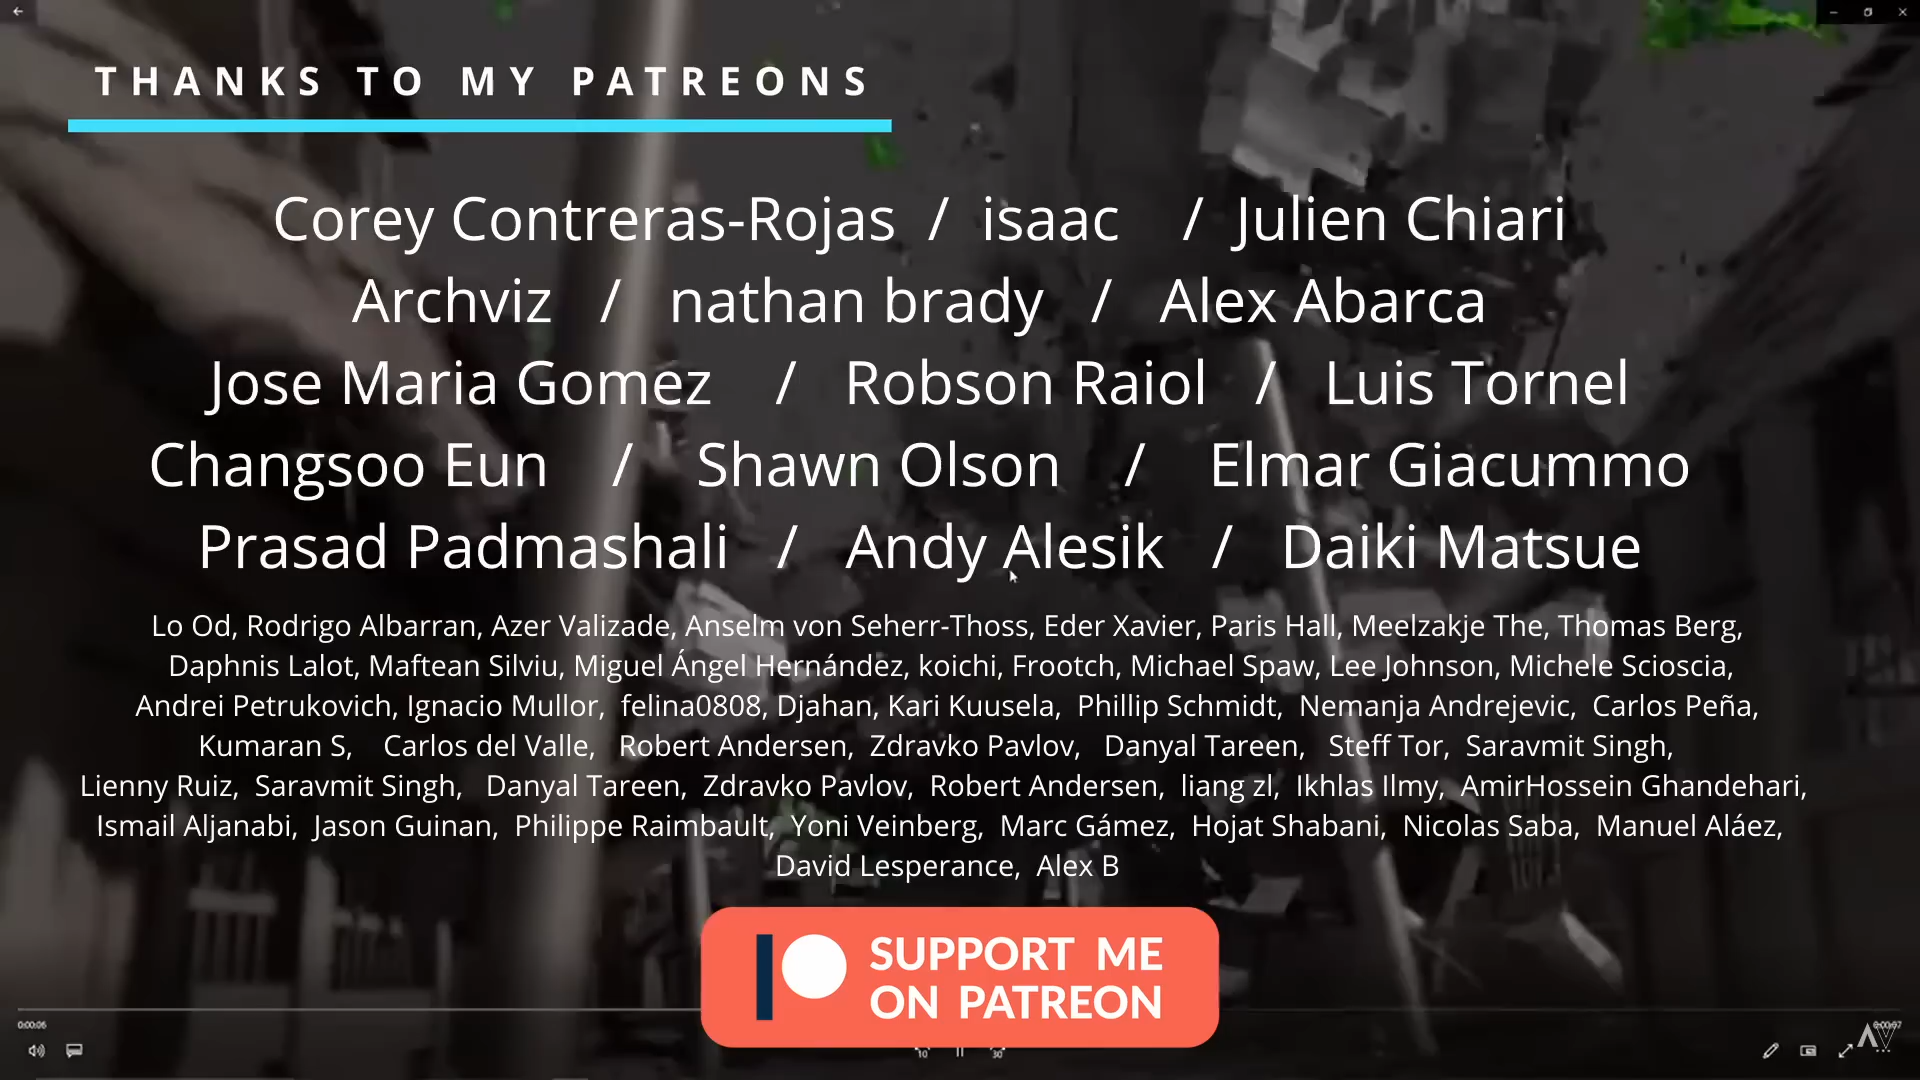 THANKS TO MY PATREONS
Corey Contreras-Rojas / isaac / Julien Chiari
Archviz / nathan brady / Alex Abarca
Jose Maria Gomez / Robson Raiol / Luis Tornel
Changsoo Eun / Shawn Olson / Elmar Giacummo
Prasad Padmashali / Andy Alesik / Daiki Matsue
Lo Od, Rodrigo Albarran, Azer Valizade, Anselm von Seherr-Thoss, Eder Xavier, Paris Hall, Meelzakje The, Thomas Berg,
Daphnis Lalot, Maftean Silviu, Miguel Ángel Hernández, koichi, Frootch, Michael Spaw, Lee Johnson, Michele Scioscia,
Andrei Petrukovich, Ignacio Mullor, felina0808, Djahan, Kari Kuusela, Phillip Schmidt, Nemanja Andrejevic, Carlos Peña,
Kumaran S, Carlos del Valle, Robert Andersen, Zdravko Pavlov, Danyal Tareen, Steff Tor, Saravmit Singh,
Lienny Ruiz, Saravmit Singh, Danyal Tareen, Zdravko Pavlov, Robert Andersen, liang zl, Ikhlas Ilmy, AmirHossein Ghandehari,
Ismail Aljanabi, Jason Guinan, Philippe Raimbault, Yoni Veinberg, Marc Gámez, Hojat Shabani, Nicolas Saba, Manuel Aláez,
David Lesperance, Alex B
SUPPORT ME
ON PATREON
0:00:06
10
30